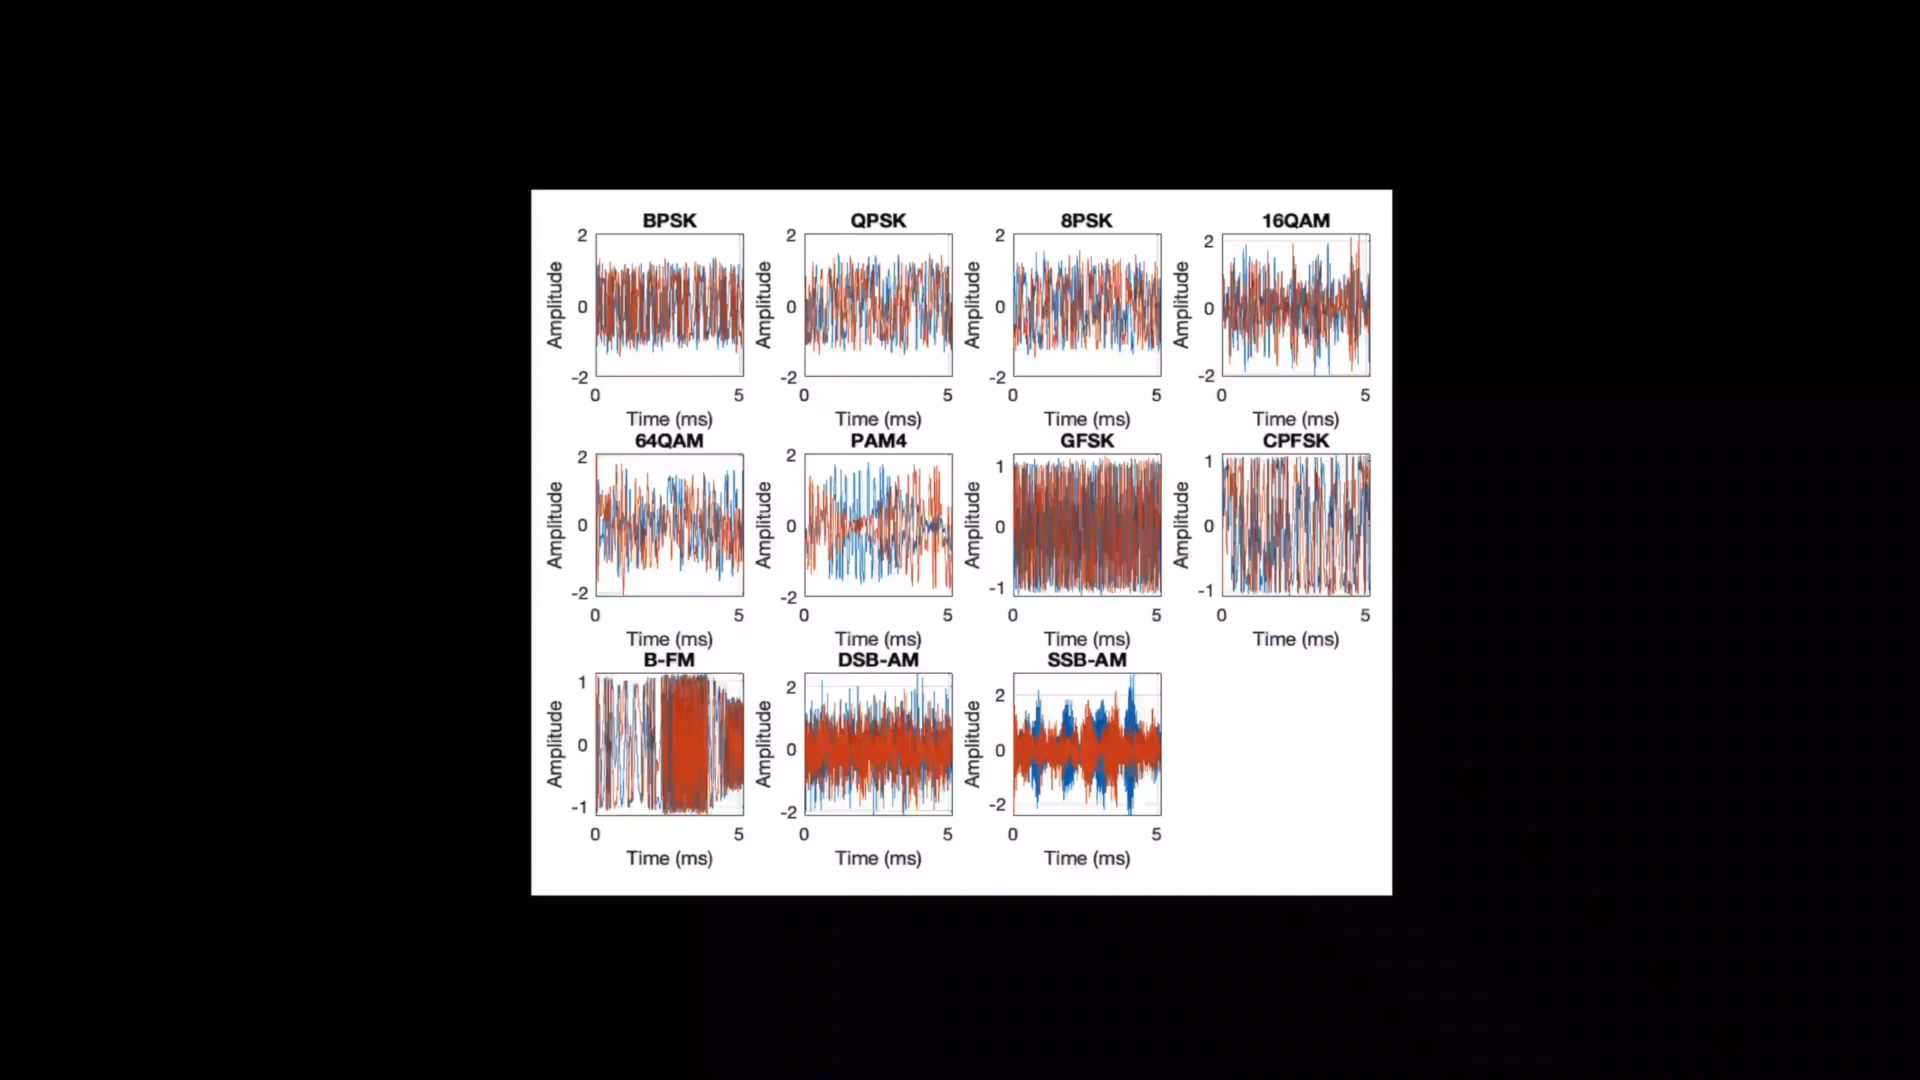 BPSK
QPSK
8PSK
16QAM
2
0
-2
Amplitude
0 5
Time (ms)
2
0
-2
Amplitude
0 5
Time (ms)
2
0
-2
Amplitude
0 5
Time (ms)
2
0
-2
Amplitude
0 5
Time (ms)
64QAM
PAM4
GFSK
CPFSK
2
0
-2
Amplitude
0 5
Time (ms)
2
0
-2
Amplitude
0 5
Time (ms)
1
0
-1
Amplitude
0 5
Time (ms)
1
0
-1
Amplitude
0 5
Time (ms)
B-FM
DSB-AM
SSB-AM
1
0
-1
Amplitude
0 5
Time (ms)
2
0
-2
Amplitude
0 5
Time (ms)
2
0
-2
Amplitude
0 5
Time (ms)